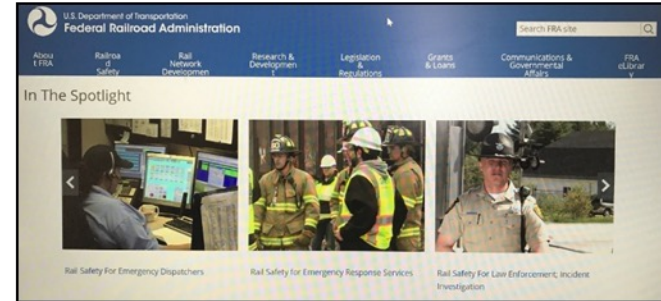 U.S. Department of Transportation
Federal Railroad Administration
Search FRA site
Abou
t FRA
Railroa
d
Safety
Rail
Network
Developmen
Research &
Developmen
t
Legislation
&
Regulations
Grants
& Loans
Communications &
Governmental
Affairs
FRA
eLibrar
y
In The Spotlight
Rail Safety For Emergency Dispatchers
Rail Safety for Emergency Response Services
Rail Safety For Law Enforcement; Incident
Investigation